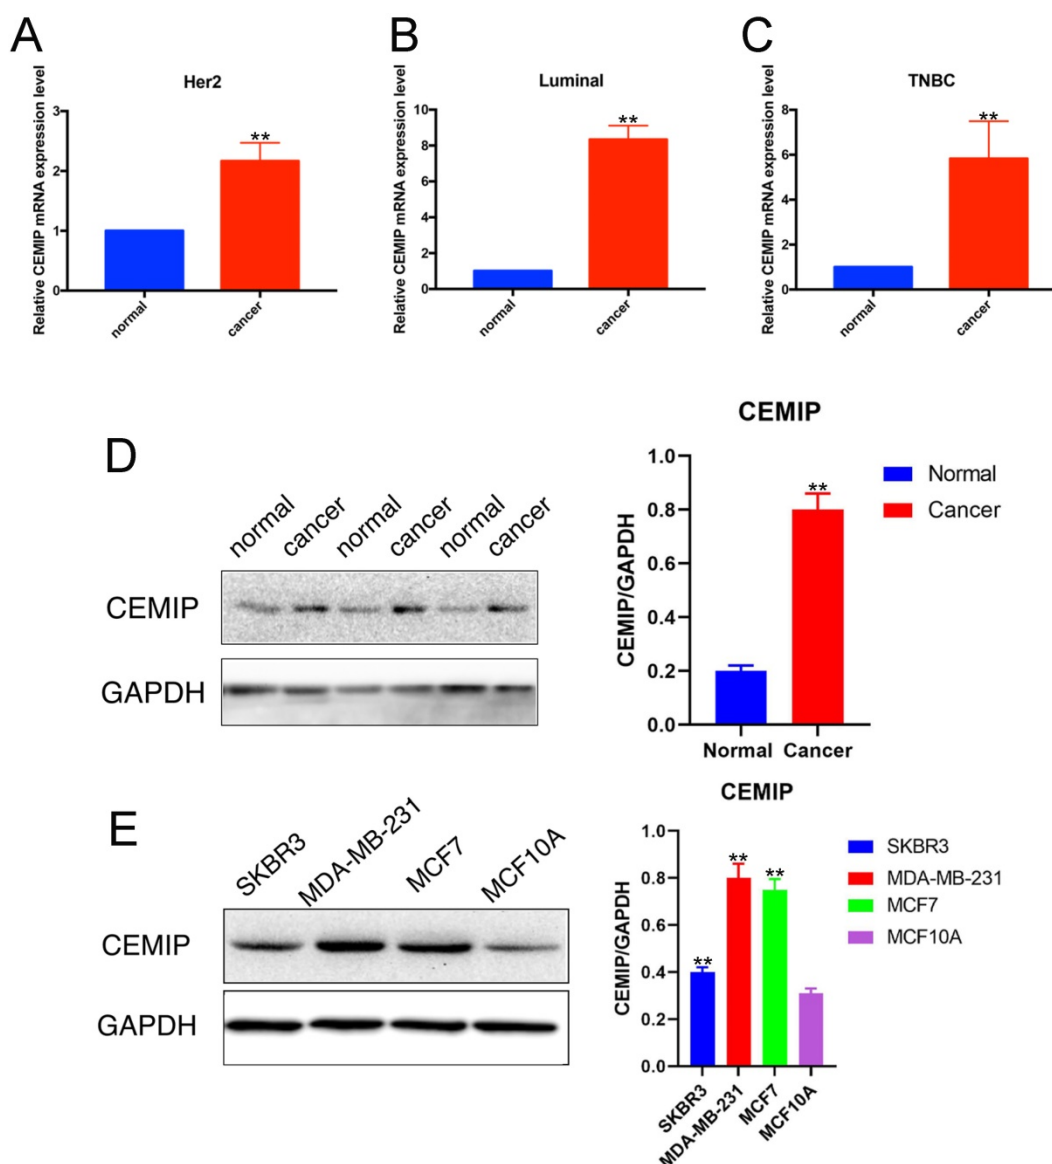 A
Her2
Relative CEMIP mRNA expression level
3
2
1
0
**
normal
cancer
B
Luminal
Relative CEMIP mRNA expression level
10
8
6
4
2
0
**
normal
cancer
C
TNBC
Relative CEMIP mRNA expression level
8
6
4
2
0
**
normal
cancer
D
normal cancer normal cancer normal cancer
CEMIP
GAPDH
CEMIP
CEMIP/GAPDH
1.0
0.8
0.6
0.4
0.2
0.0
**
Normal Cancer
Normal
Cancer
E
SKBR3 MDA-MB-231 MCF7 MCF10A
CEMIP
GAPDH
CEMIP
CEMIP/GAPDH
1.0
0.8
0.6
0.4
0.2
0.0
** ** **
SKBR3 MDA-MB-231 MCF7 MCF10A
SKBR3
MDA-MB-231
MCF7
MCF10A